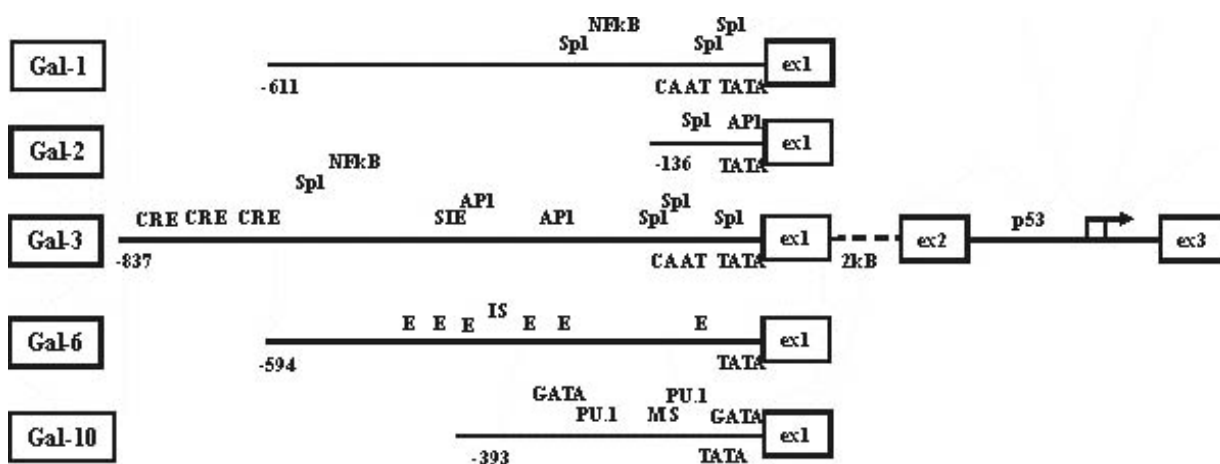 NFkB Sp1
Sp1 Sp1
Gal-1 ex1
-611 CAAT TATA
Sp1 AP1
Gal-2 ex1
-136 TATA
NFkB
Sp1
AP1 Sp1
CRE CRE CRE SIE AP1 Sp1 Sp1 p53
Gal-3 ex1 ex2 ex3
-837 CAAT TATA 2kB
IS
E E E E E E
Gal-6 ex1
-594 TATA
GATA PU.1
PU.1 MS GATA
Gal-10 ex1
-393 TATA